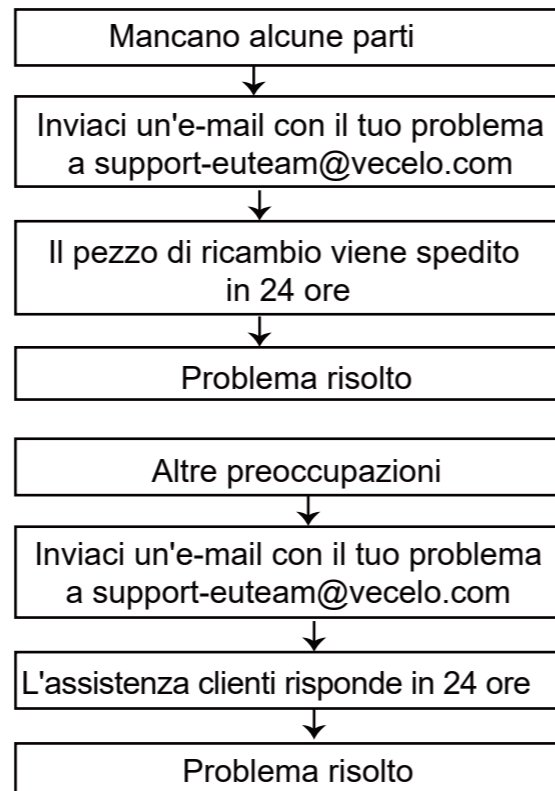 Mancano alcune parti
Inviaci un'e-mail con il tuo problema
a support-euteam@vecelo.com
Il pezzo di ricambio viene spedito
in 24 ore
Problema risolto
Altre preoccupazioni
Inviaci un'e-mail con il tuo problema
a support-euteam@vecelo.com
L'assistenza clienti risponde in 24 ore
Problema risolto